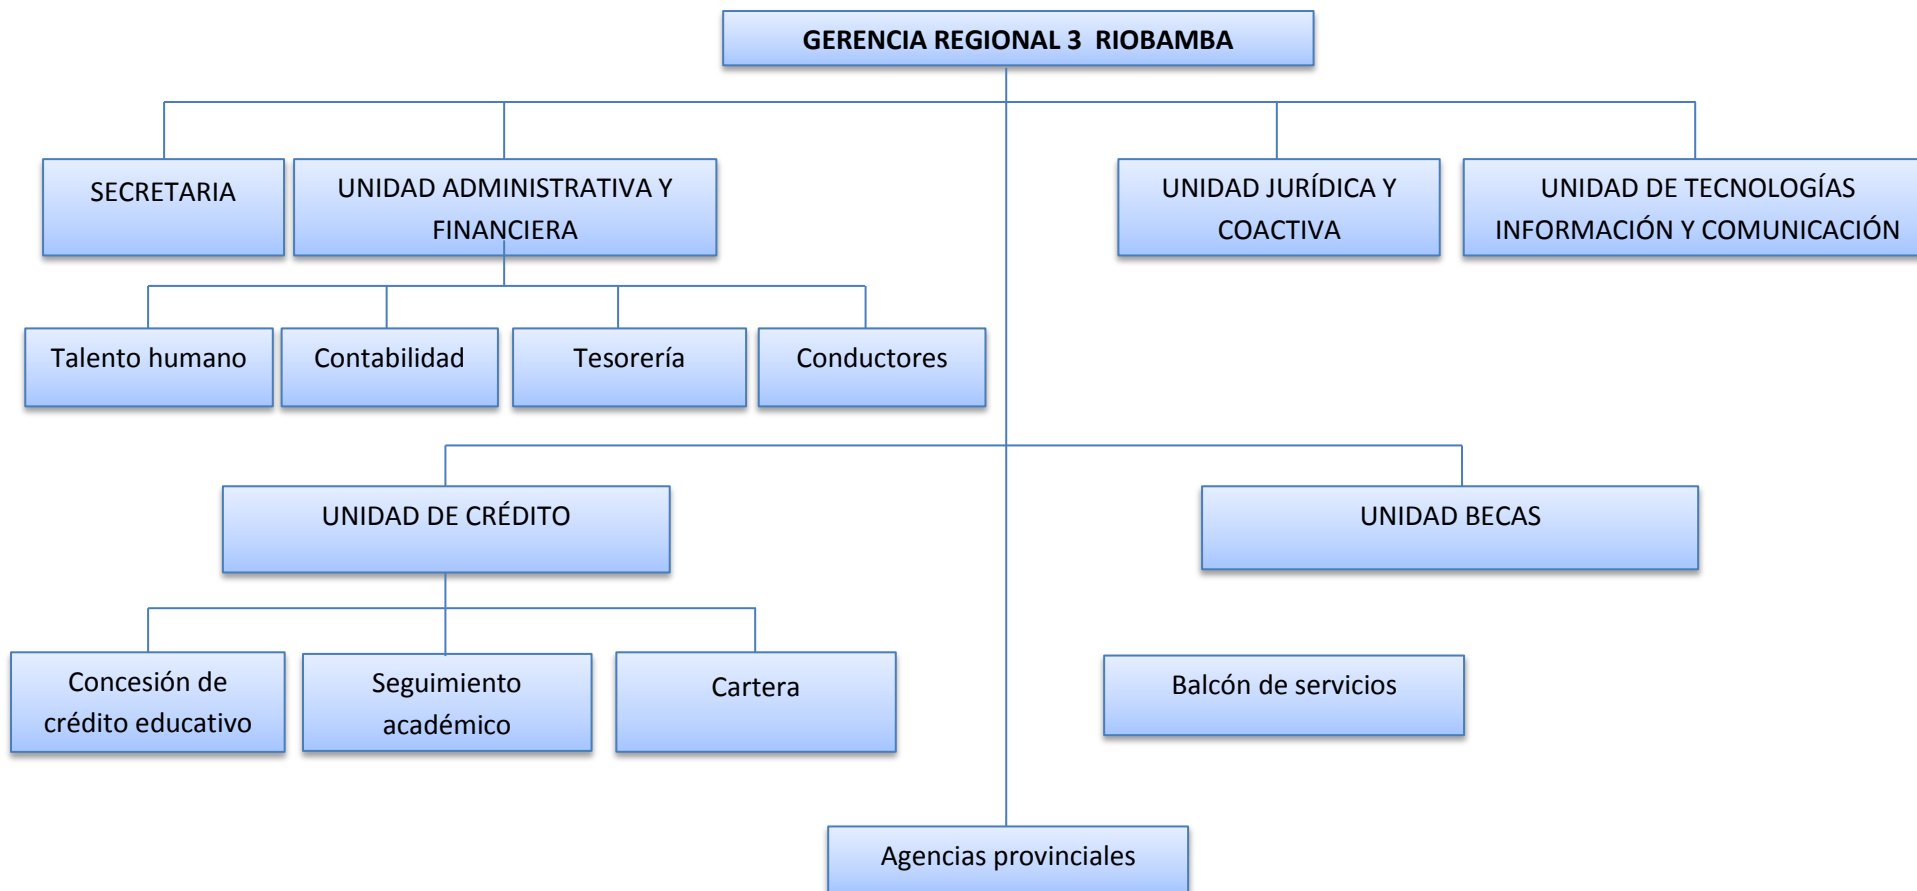 GERENCIA REGIONAL 3  RIOBAMBA
SECRETARIA
UNIDAD ADMINISTRATIVA Y
FINANCIERA
UNIDAD JURÍDICA Y
COACTIVA
UNIDAD DE TECNOLOGÍAS
INFORMACIÓN Y COMUNICACIÓN
Talento humano
Contabilidad
Tesorería
Conductores
UNIDAD DE CRÉDITO
UNIDAD BECAS
Concesión de
crédito educativo
Seguimiento
académico
Cartera
Balcón de servicios
Agencias provinciales